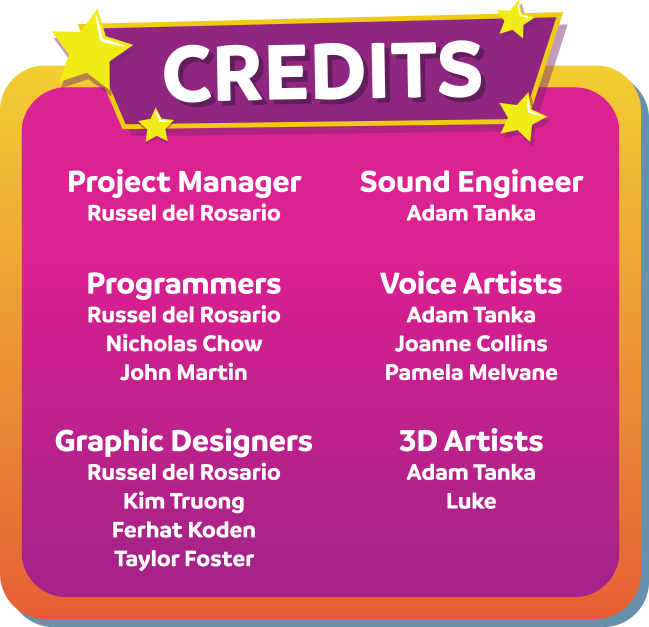 CREDITS
Project Manager
Russel del Rosario
Programmers
Russel del Rosario
Nicholas Chow
John Martin
Graphic Designers
Russel del Rosario
Kim Truong
Ferhat Koden
Taylor Foster
Sound Engineer
Adam Tanka
Voice Artists
Adam Tanka
Joanne Collins
Pamela Melvane
3D Artists
Adam Tanka
Luke